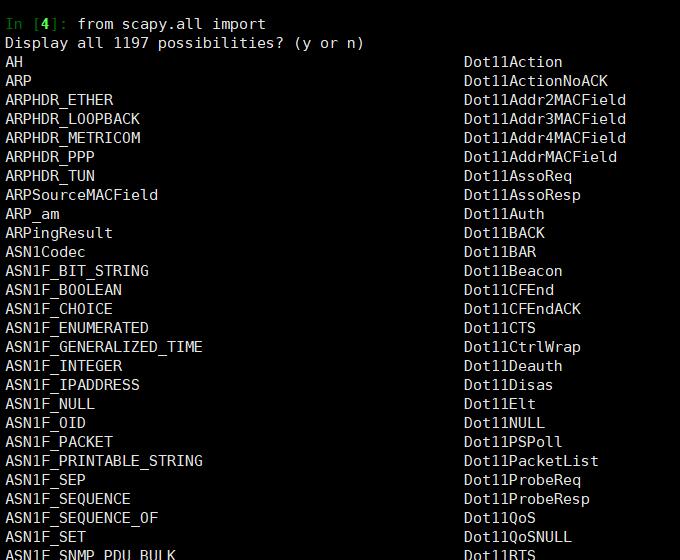 In [4]: from scapy.all import
Display all 1197 possibilities? (y or n)
AH Dot11Action
ARP Dot11ActionNoACK
ARPHDR_ETHER Dot11Addr2MACField
ARPHDR_LOOPBACK Dot11Addr3MACField
ARPHDR_METRICOM Dot11Addr4MACField
ARPHDR_PPP Dot11AddrMACField
ARPHDR_TUN Dot11AssoReq
ARPSourceMACField Dot11AssoResp
ARP_am Dot11Auth
ARPingResult Dot11BACK
ASN1Codec Dot11BAR
ASN1F_BIT_STRING Dot11Beacon
ASN1F_BOOLEAN Dot11CFEnd
ASN1F_CHOICE Dot11CFEndACK
ASN1F_ENUMERATED Dot11CTS
ASN1F_GENERALIZED_TIME Dot11CtrlWrap
ASN1F_INTEGER Dot11Deauth
ASN1F_IPADDRESS Dot11Disas
ASN1F_NULL Dot11Elt
ASN1F_OID Dot11NULL
ASN1F_PACKET Dot11PSPoll
ASN1F_PRINTABLE_STRING Dot11PacketList
ASN1F_SEP Dot11ProbeReq
ASN1F_SEQUENCE Dot11ProbeResp
ASN1F_SEQUENCE_OF Dot11QoS
ASN1F_SET Dot11QoSNULL
ASN1F_SNMP_PDU_BULK Dot11RTS